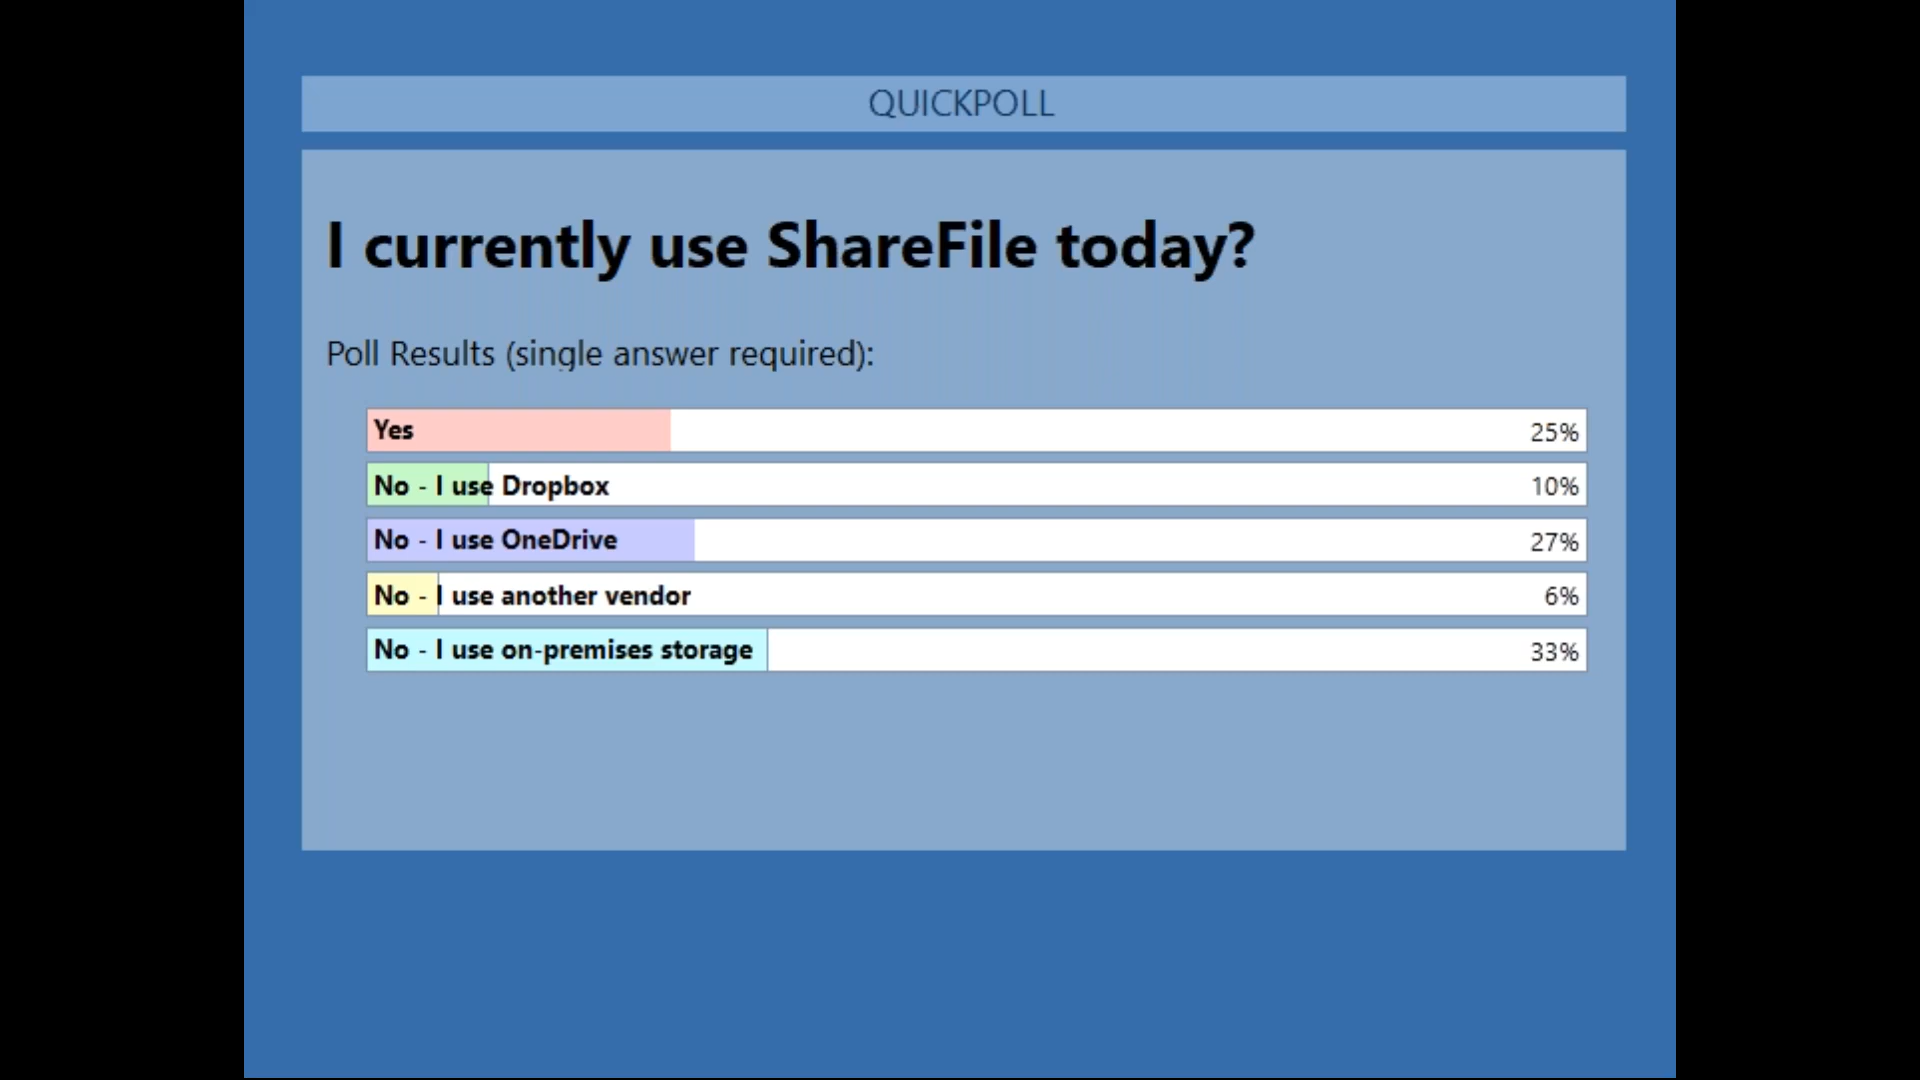 QUICKPOLL
I currently use ShareFile today?
Poll Results (single answer required):
Yes 25%
No - I use Dropbox 10%
No - I use OneDrive 27%
No - I use another vendor 6%
No - I use on-premises storage 33%